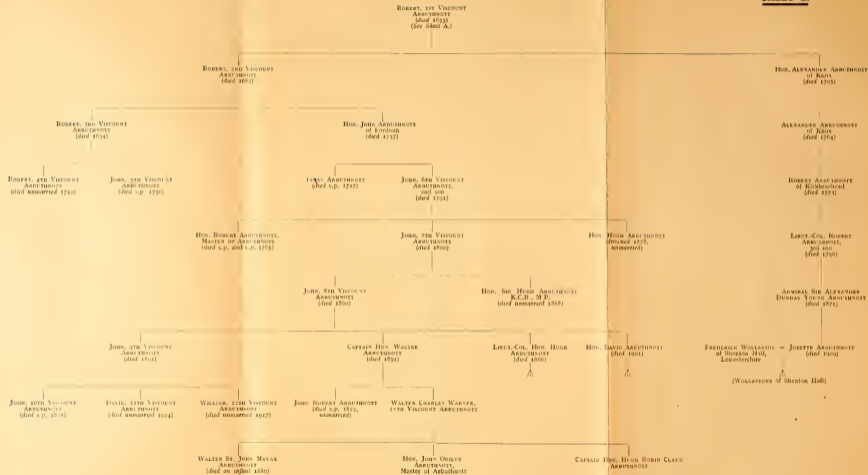 ROBERT, 1ST VISCOUNT
ARBUTHNOTT
(died 1655)
(See Sheet A.)
ROBERT, 2ND VISCOUNT
ARBUTHNOTT
(died 1682)
HON. ALEXANDER ARBUTHNOTT
of Knox
(died 1705)
ROBERT, 3RD VISCOUNT
ARBUTHNOTT
(died 1694)
HON. JOHN ARBUTHNOTT
of Fordoun
(died 1737)
ALEXANDER ARBUTHNOTT
of Knox
(died 1764)
ROBERT, 4TH VISCOUNT
ARBUTHNOTT
(died unmarried 1710)
JOHN, 5TH VISCOUNT
ARBUTHNOTT
(died s.p. 1756)
ARBUTHNOTT
(died s.p. 1717)
JOHN, 6TH VISCOUNT
ARBUTHNOTT,
2nd son
(died 1791)
ROBERT ARBUTHNOTT
of Kirkbraehead
(died 1773)
HON. ROBERT ARBUTHNOTT,
MASTER OF ARBUTHNOTT
(died v.p. and s.p. 1765)
JOHN, 7TH VISCOUNT
ARBUTHNOTT
(died 1800)
HON. HUGH ARBUTHNOTT
(drowned 1778,
unmarried)
LIEUT.-COL. ROBERT
ARBUTHNOTT,
3rd son
(died 1796)
JOHN, 8TH VISCOUNT
ARBUTHNOTT
(died 1860)
HON. SIR HUGH ARBUTHNOTT
K.C.B., M.P.
(died unmarried 1868)
ADMIRAL SIR ALEXANDER
DUNDAS YOUNG ARBUTHNOTT
(died 1871)
JOHN, 9TH VISCOUNT
ARBUTHNOTT
(died 1891)
CAPTAIN HON. WALTER
ARBUTHNOTT
(died 1891)
LIEUT.-COL. HON. HUGH
ARBUTHNOTT
(died 1866)
HON. DAVID ARBUTHNOTT
(died 1901)
FREDERICK WOLLASTON = JOSETTE ARBUTHNOTT
of Shenton Hall,
Leicestershire
(died 1909)
(WOLLASTONS of Shenton Hall)
JOHN, 10TH VISCOUNT
ARBUTHNOTT
DAVID, 11TH VISCOUNT
ARBUTHNOTT
(died unmarried 1914)
WILLIAM, 12TH VISCOUNT
ARBUTHNOTT
(died unmarried 1917)
JOHN ROBERT ARBUTHNOTT
(died v.p. 1872,
unmarried)
WALTER CHARLES WARNER,
13TH VISCOUNT ARBUTHNOTT
WALTER ST. JOHN MAYNE
ARBUTHNOTT
(died an infant 1880)
HON. JOHN OGILVY
ARBUTHNOTT,
Master of Arbuthnott
CAPTAIN HON. HUGH ROBIN CLAUD
ARBUTHNOTT